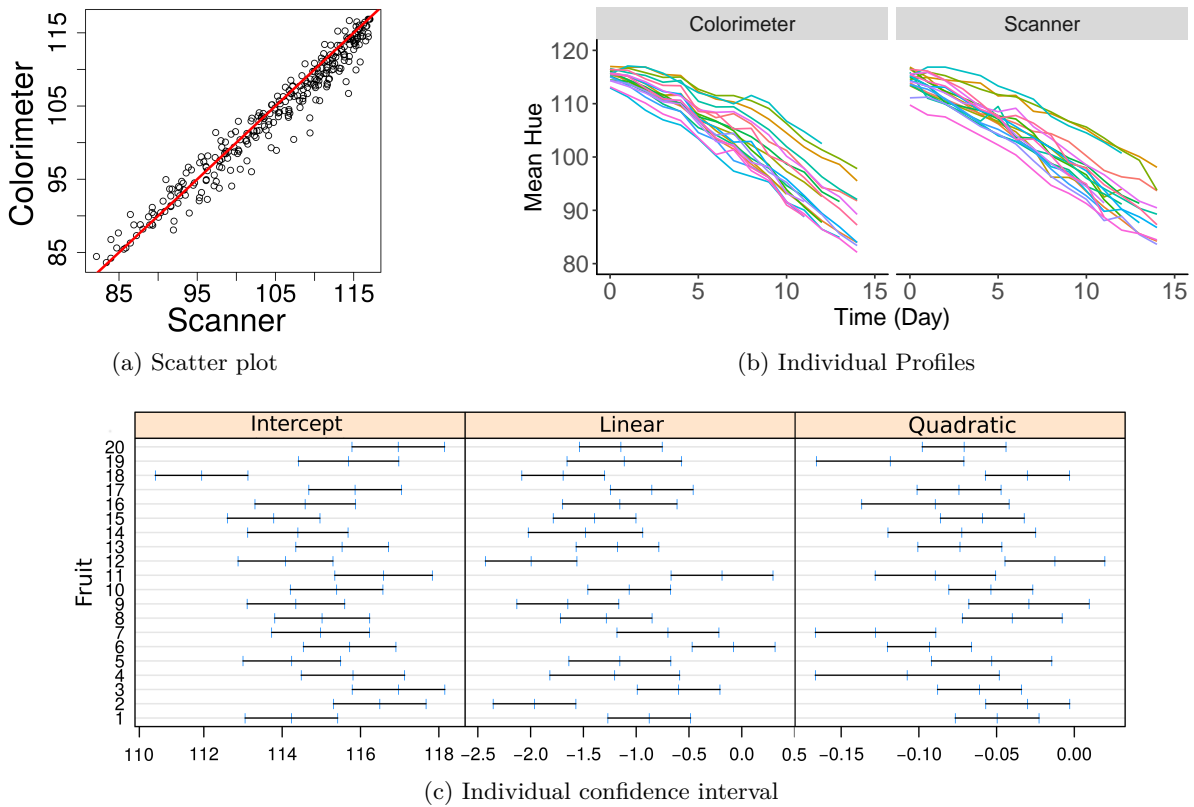 Colorimeter
115
105
95
85
85 95 105 115
Scanner
(a) Scatter plot
Colorimeter Scanner
Mean Hue
120
110
100
90
80
0 5 10 15 0 5 10 15
Time (Day)
(b) Individual Profiles
Intercept Linear Quadratic
Fruit
20
19
18
17
16
15
14
13
12
11
10
9
8
7
6
5
4
3
2
1
110 112 114 116 118 −2.5 −2.0 −1.5 −1.0 −0.5 0.0 0.5 −0.15 −0.10 −0.05 0.00
(c) Individual confidence interval